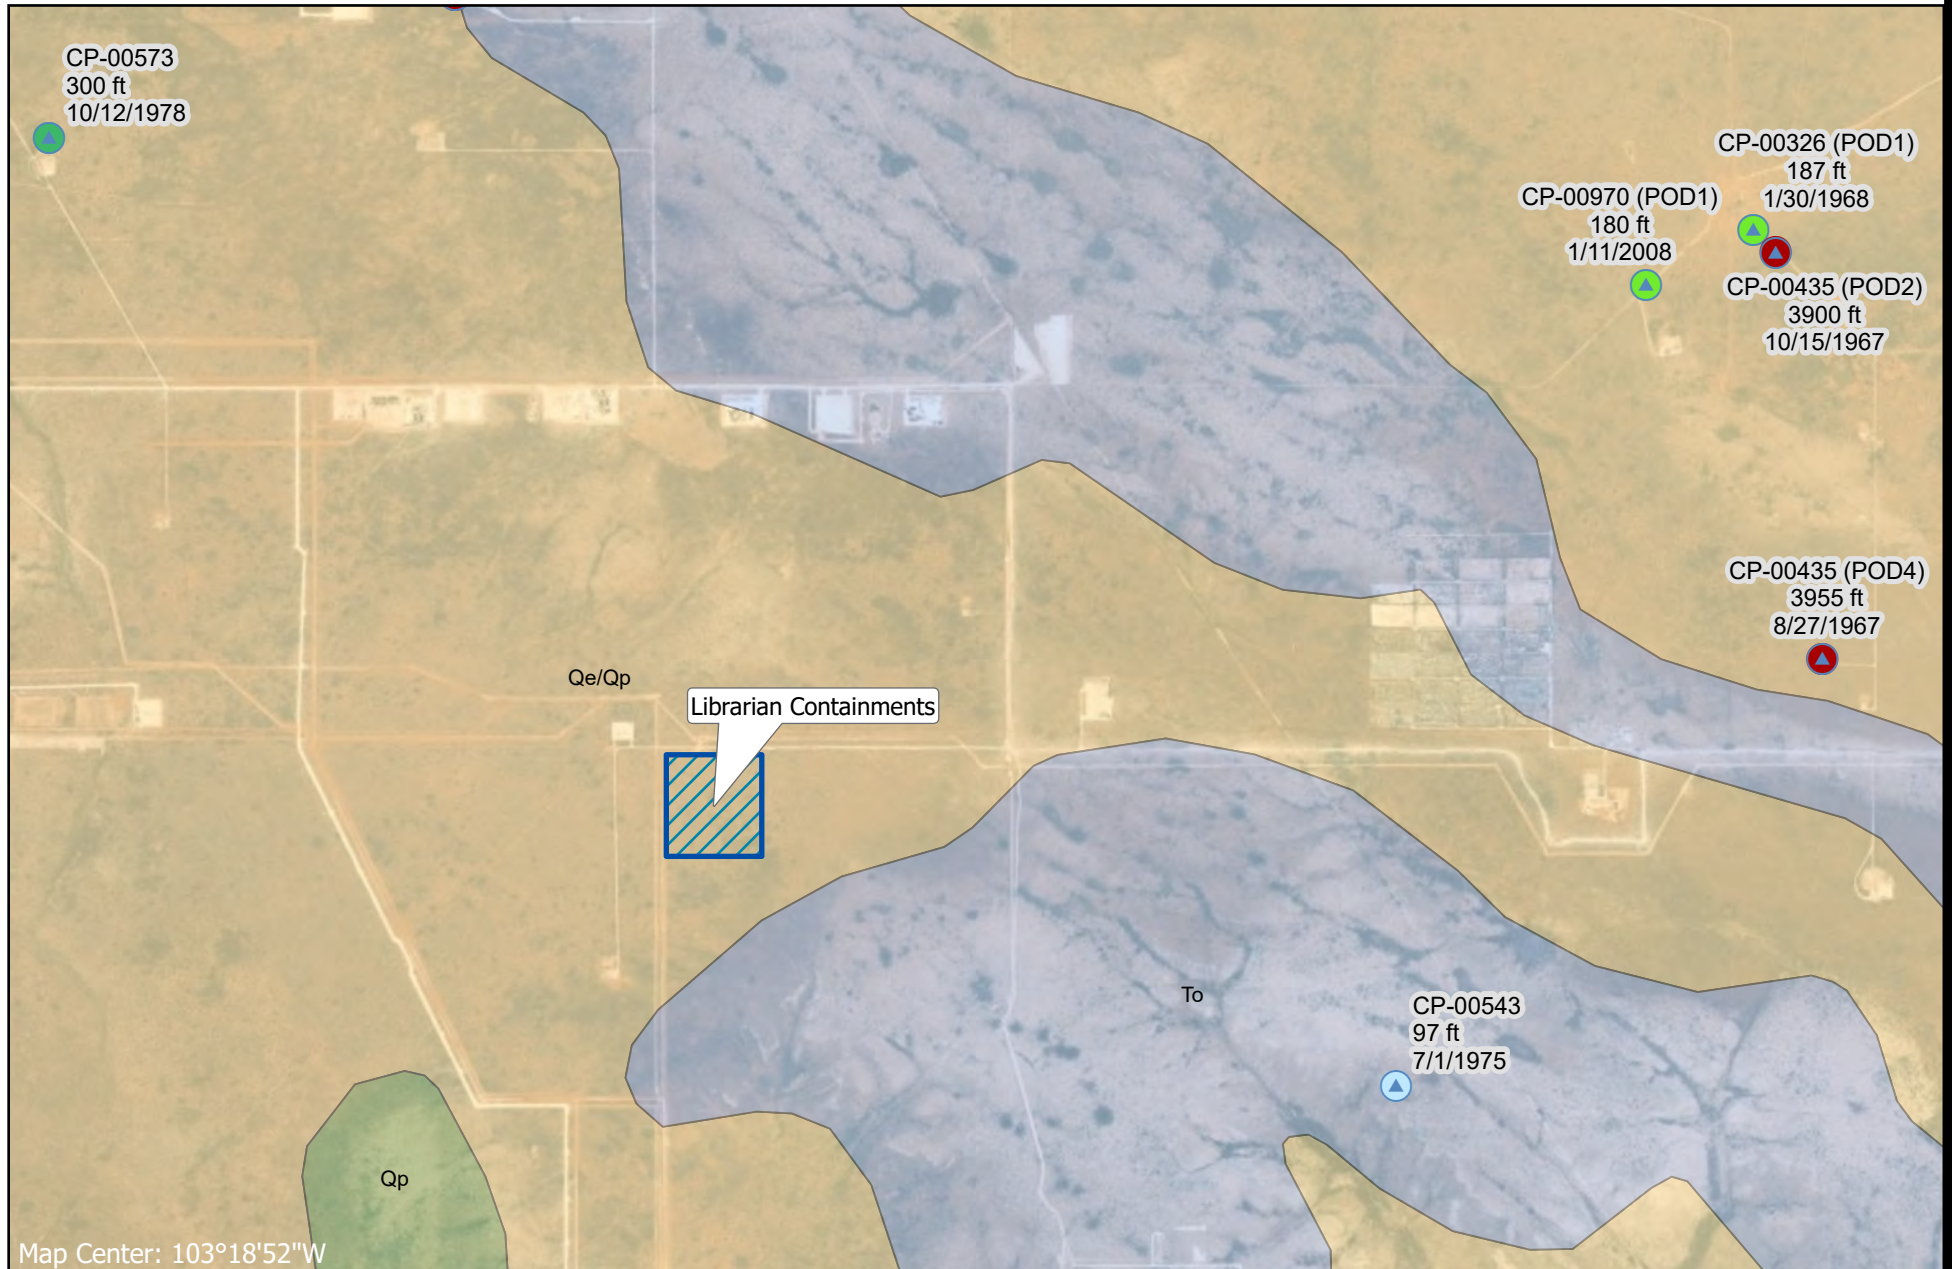 CP-00573
300 ft
10/12/1978
CP-00326 (POD1)
187 ft
1/30/1968
CP-00970 (POD1)
180 ft
1/11/2008
CP-00435 (POD2)
3900 ft
10/15/1967
CP-00435 (POD4)
3955 ft
8/27/1967
Qe/Qp
Librarian Containments
To
CP-00543
97 ft
7/1/1975
Qp
Map Center: 103°18'52"W